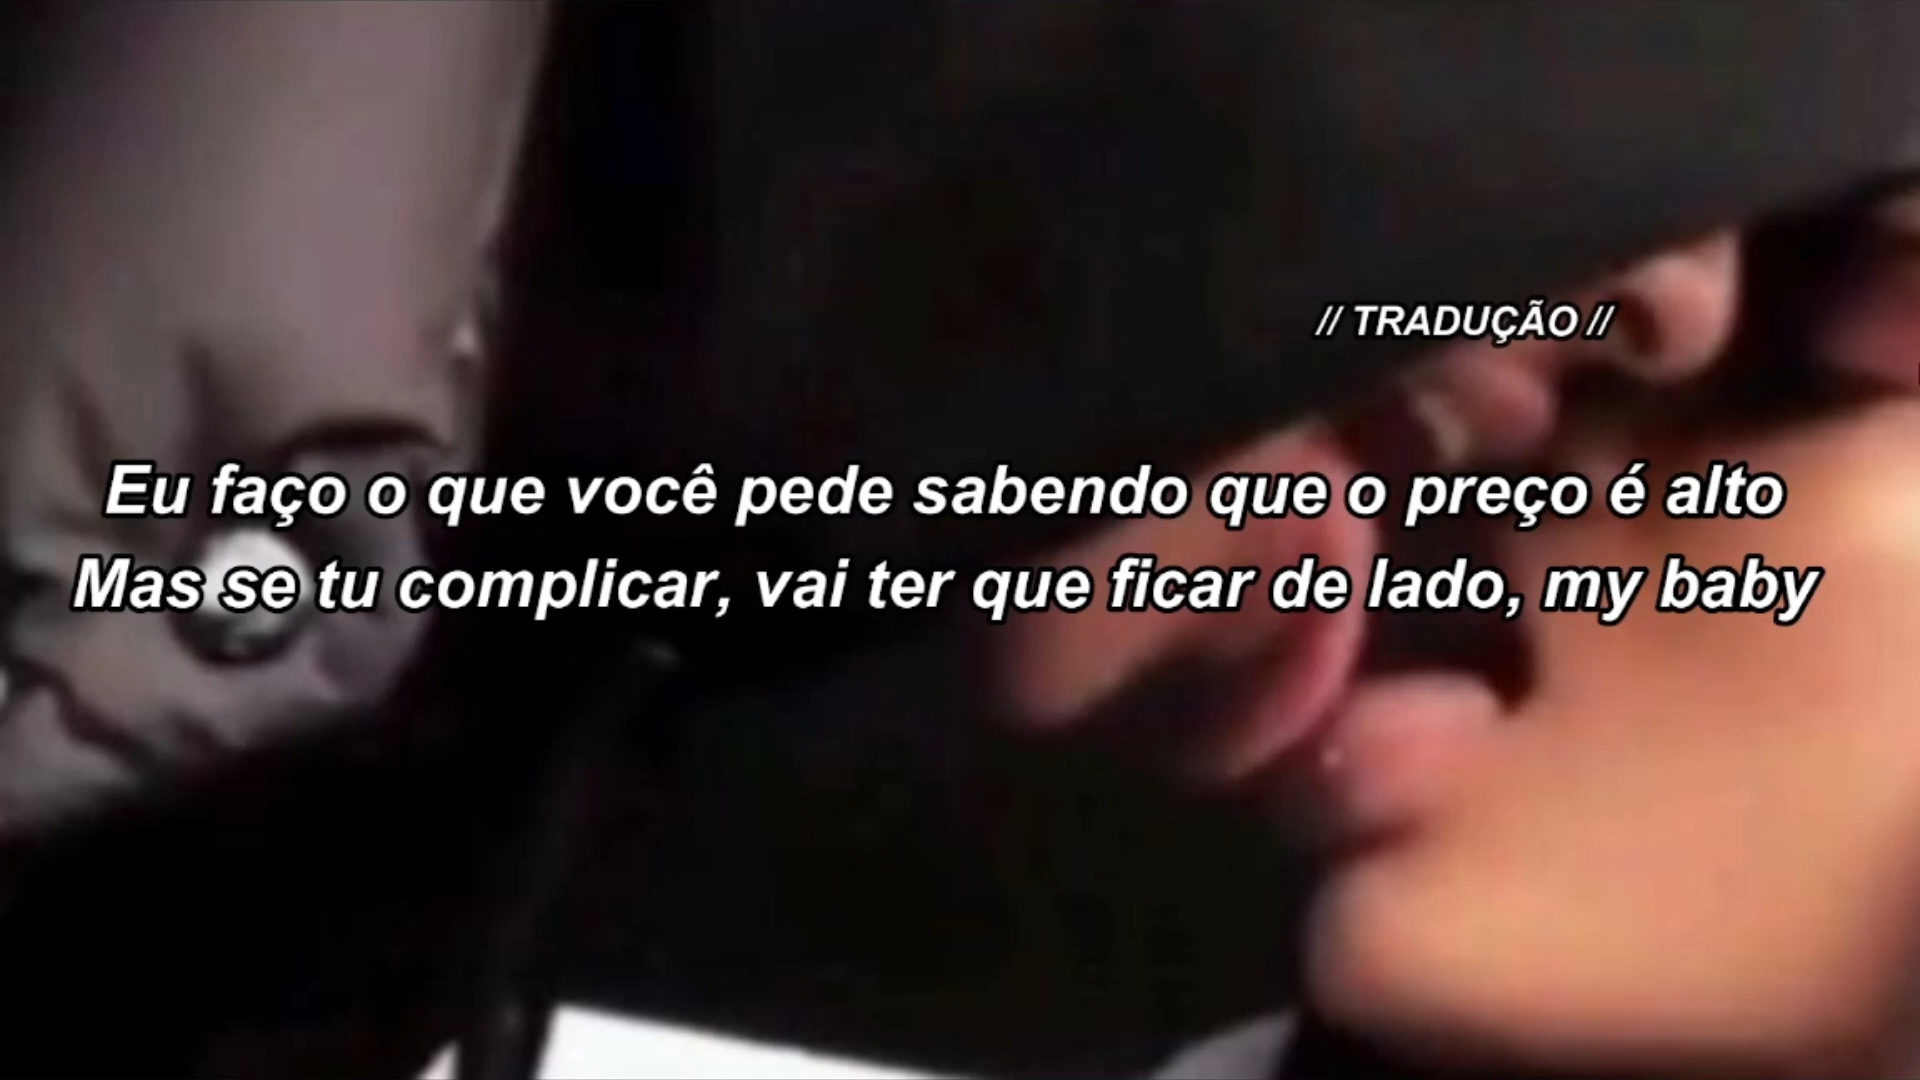 // TRADUÇÃO //
Eu faço o que você pede sabendo que o preço é alto
Mas se tu complicar, vai ter que ficar de lado, my baby